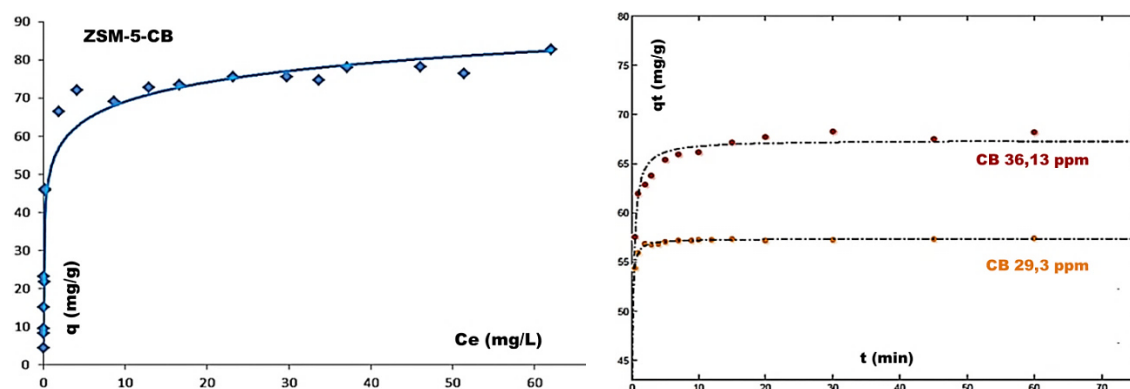 ZSM-5-CB
90
80
70
60
50
40
30
20
10
0
q (mg/g)
Ce (mg/L)
0 10 20 30 40 50 60
80
75
70
65
60
55
50
45
qt (mg/g)
CB 36,13 ppm
CB 29,3 ppm
t (min)
0 10 20 30 40 50 60 70